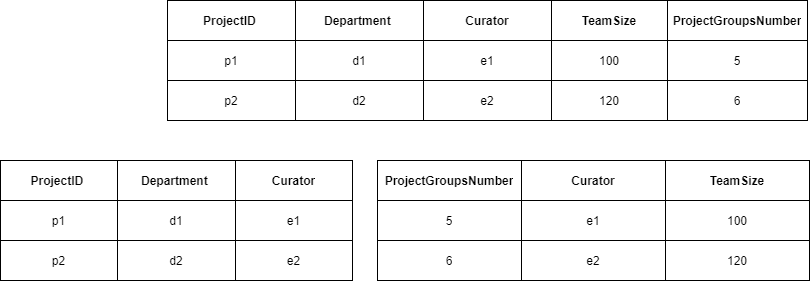 ProjectID Department Curator TeamSize ProjectGroupsNumber
p1 d1 e1 100 5
p2 d2 e2 120 6
ProjectID Department Curator
p1 d1 e1
p2 d2 e2
ProjectGroupsNumber Curator TeamSize
5 e1 100
6 e2 120